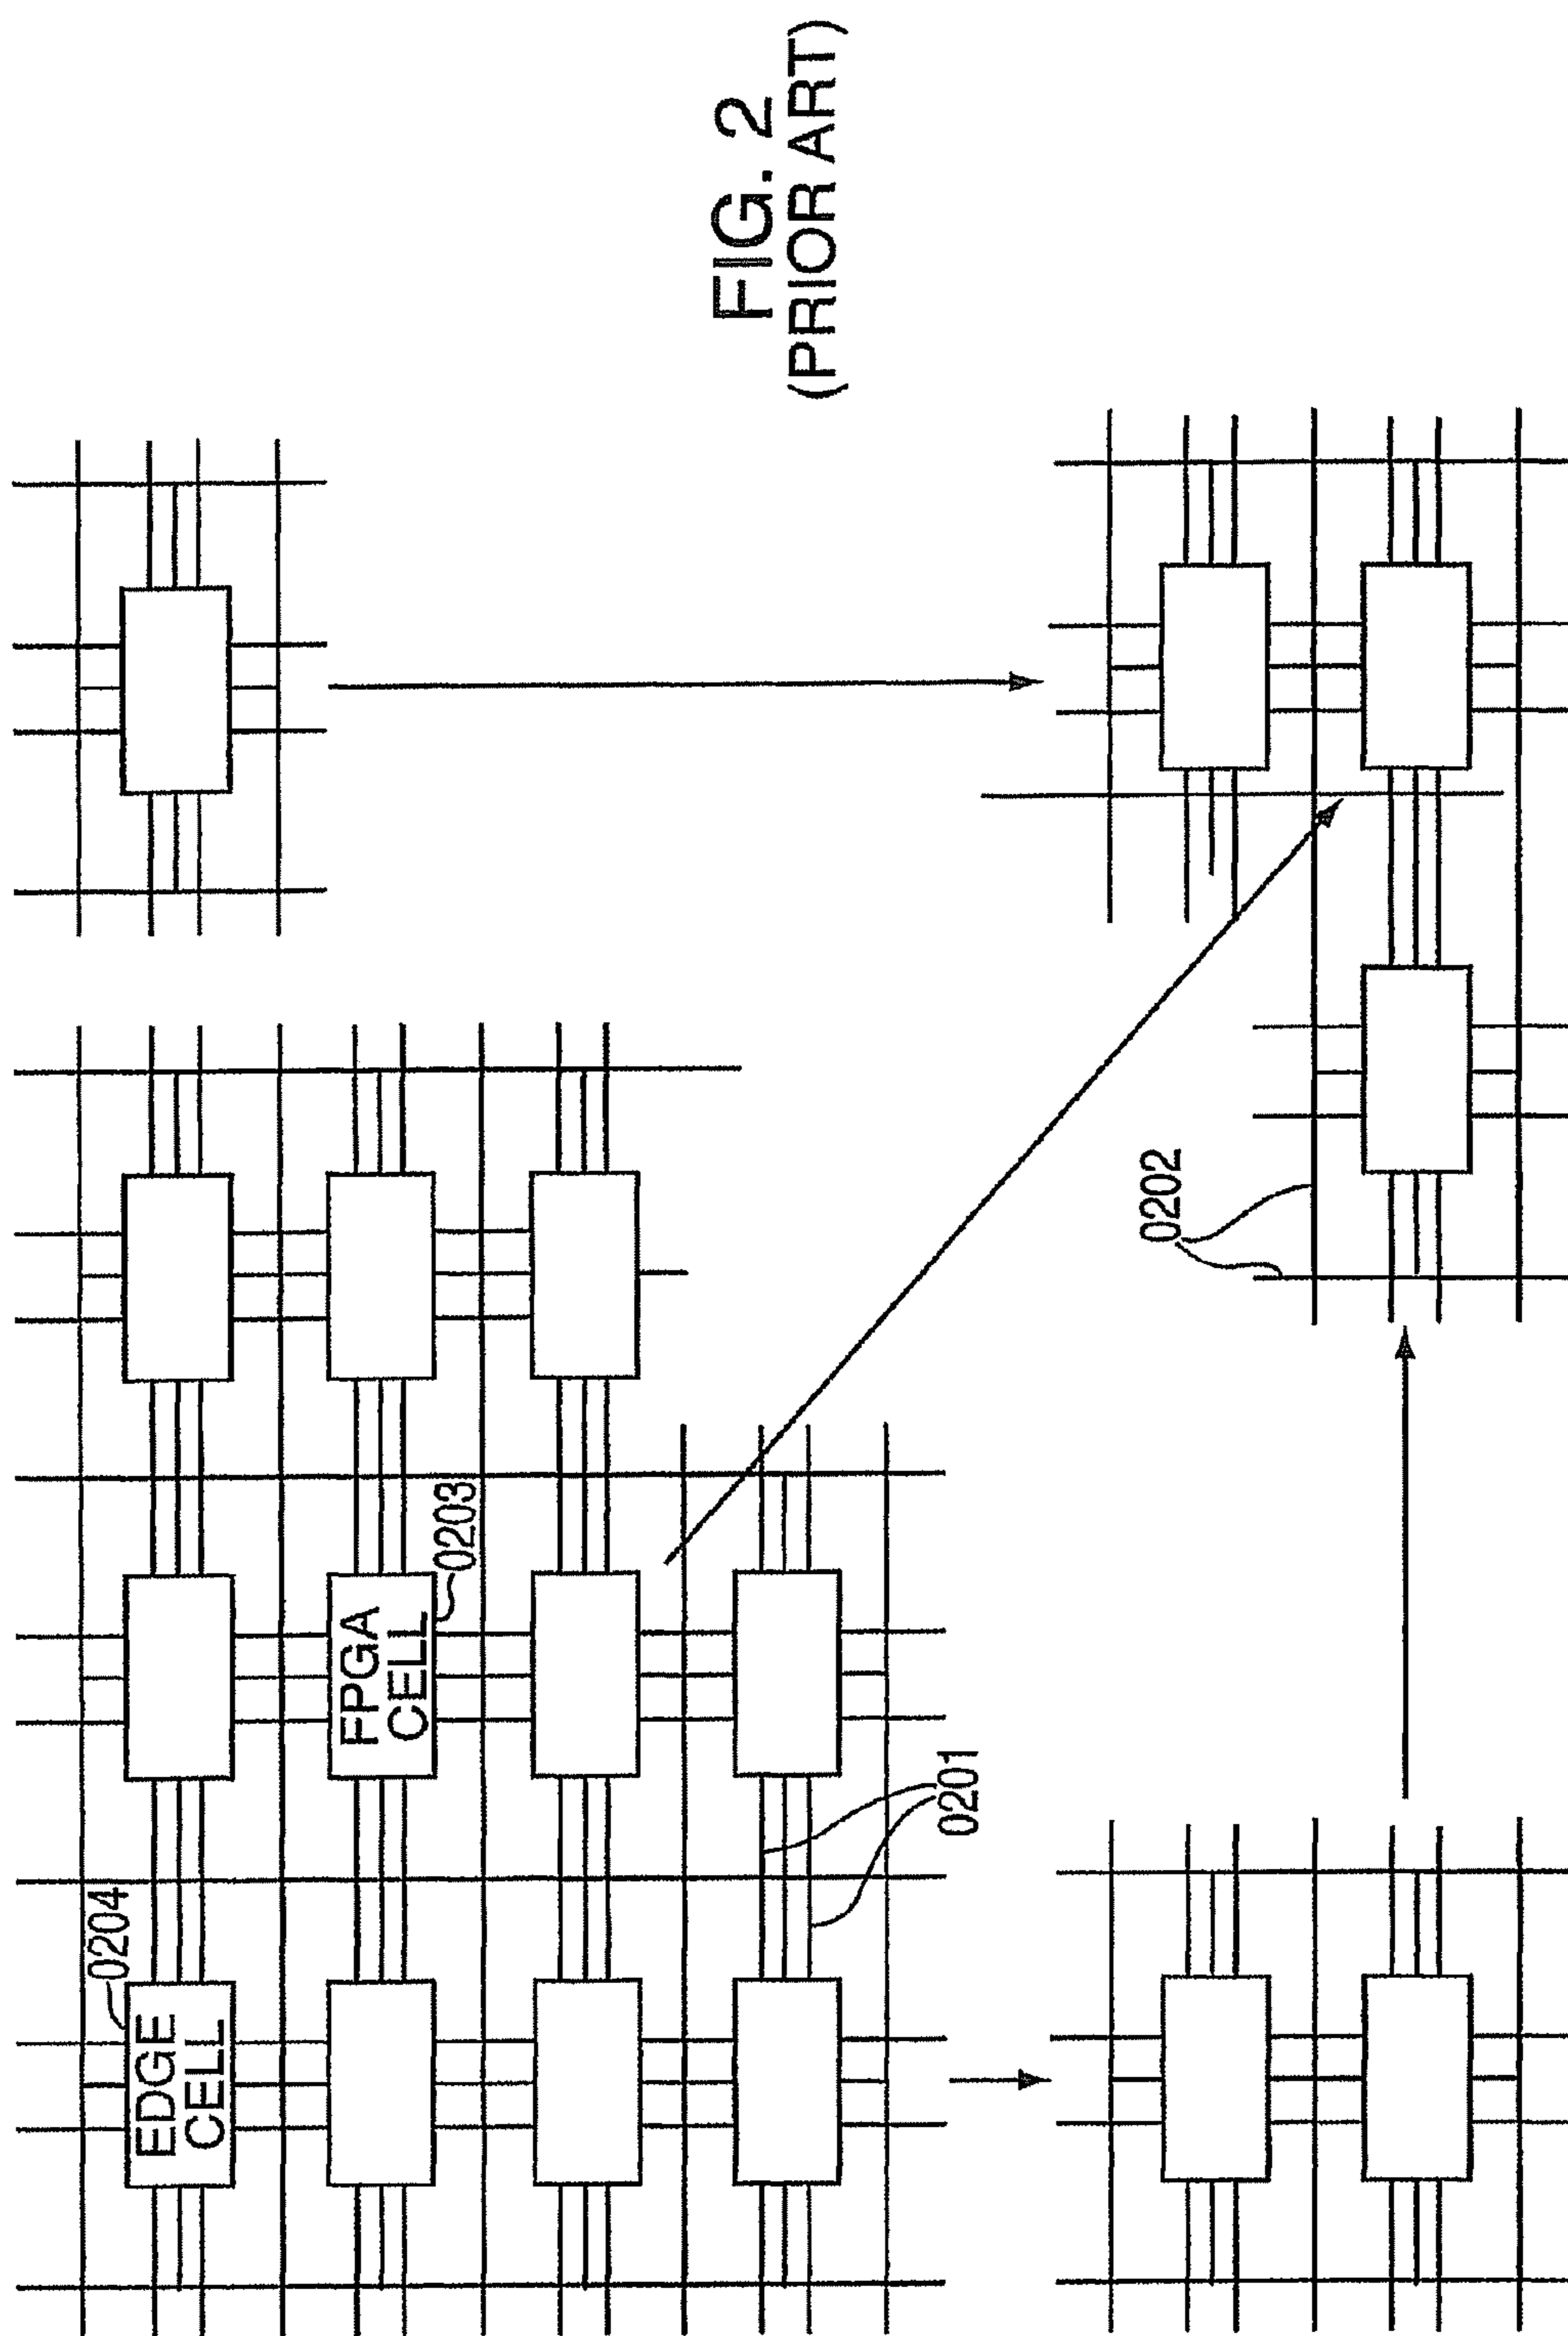 EDGE
CELL
0204
FPGA
CELL
0203
0201
0202
FIG. 2
(PRIOR ART)